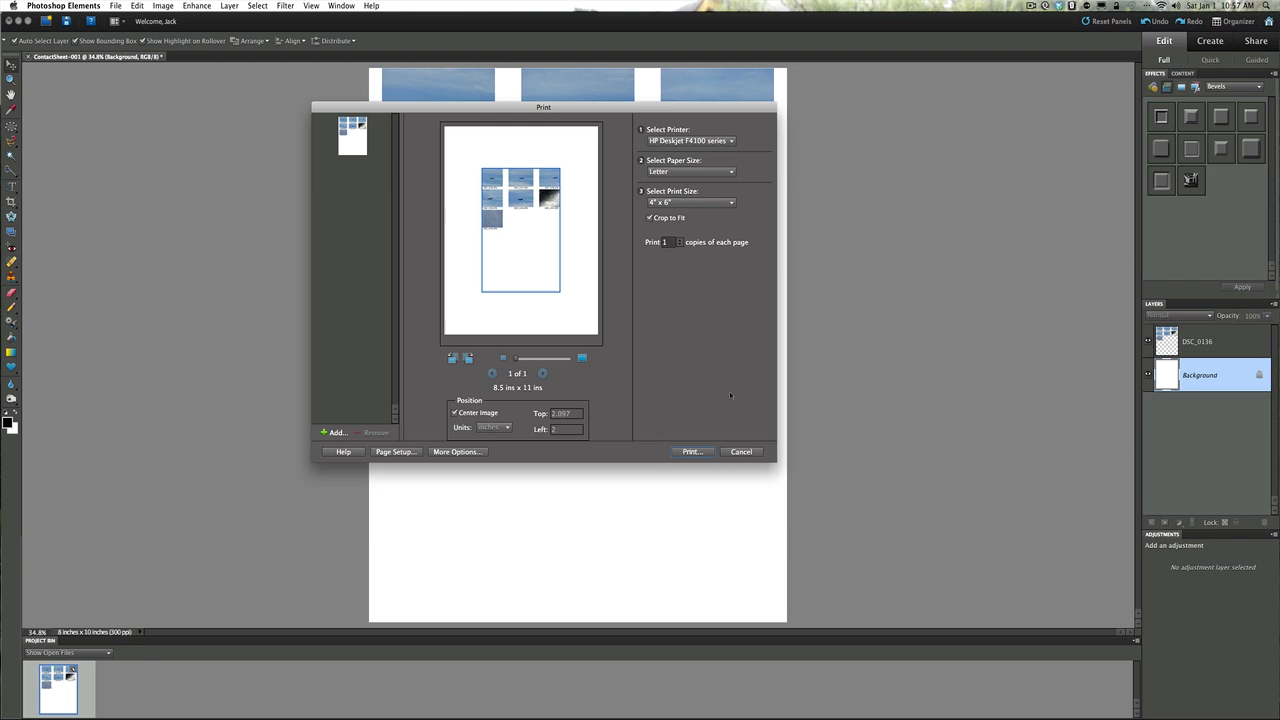 Photoshop Elements File Edit Image Enhance Layer Select Filter View Window Help Sat Jan 1 10:57 AM
Welcome, Jack Reset Panels Undo Redo Organizer
Auto Select Layer Show Bounding Box Show Highlight on Rollover Arrange Align Distribute
Edit Create Share
ContactSheet-001 @ 34.8% (Background, RGB/8) *
Full Quick Guided
EFFECTS CONTENT
Bevels
Apply
LAYERS
Normal Opacity: 100%
DSC_0136
Background
Lock:
ADJUSTMENTS
Add an adjustment
No adjustment layer selected
Print
1 Select Printer:
HP Deskjet F4100 series
2 Select Paper Size:
Letter
3 Select Print Size:
4" x 6"
Crop to Fit
Print 1 copies of each page
1 of 1
8.5 ins x 11 ins
Position
Center Image Top: 2.097
Units: inches Left: 2
Add... Remove
Help Page Setup... More Options... Print... Cancel
34.8% 8 inches x 10 inches (300 ppi)
PROJECT BIN
Show Open Files